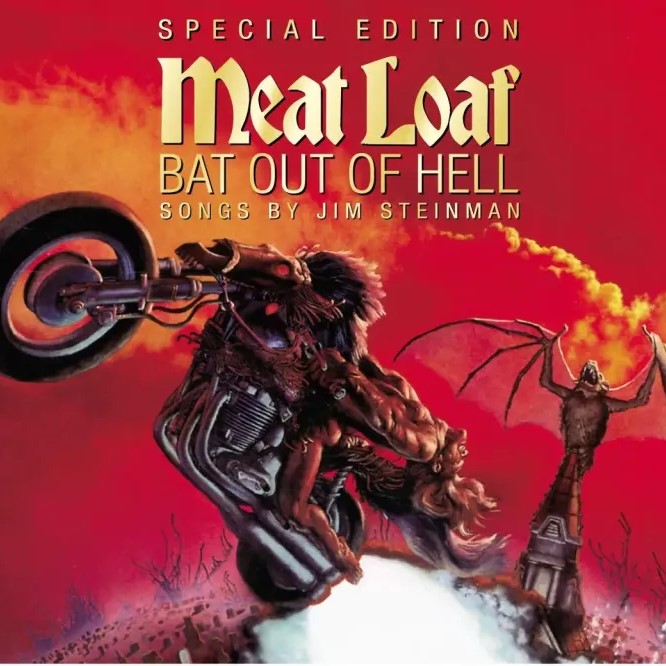 SPECIAL EDITION
Meat Loaf
BAT OUT OF HELL
SONGS BY JIM STEINMAN